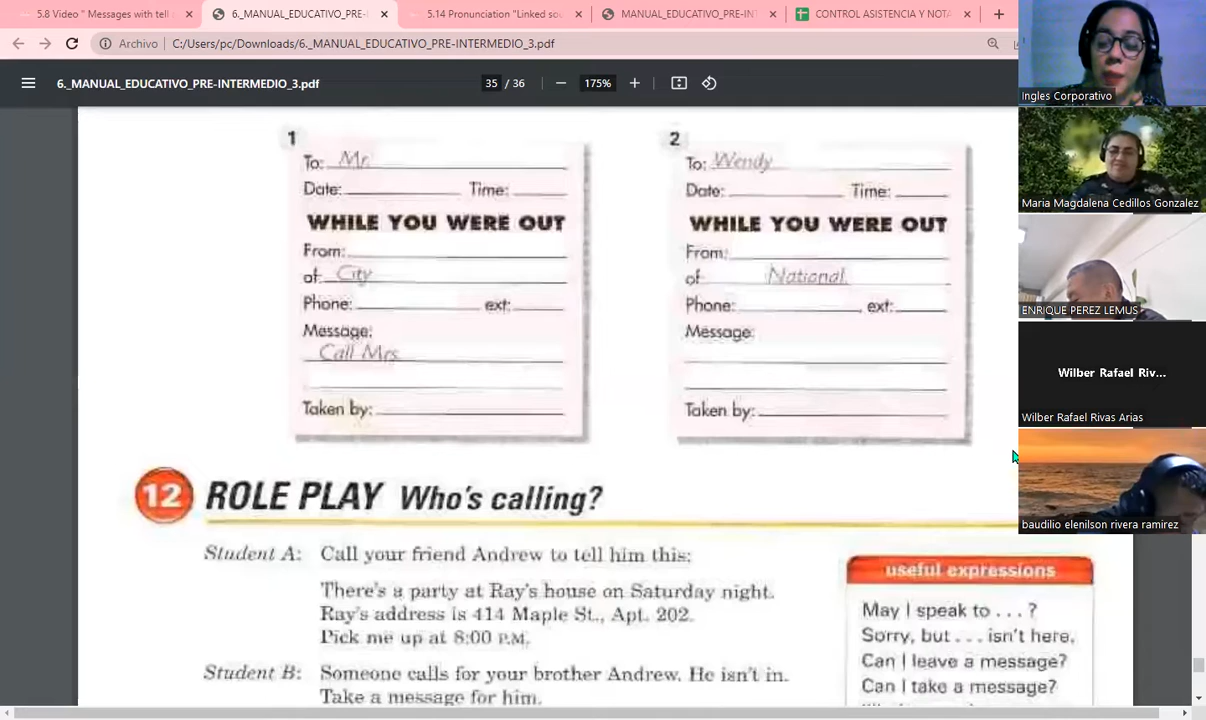 5.8 Video " Messages with tell
6._MANUAL_EDUCATIVO_PRE-
5.14 Pronunciation "Linked sou
MANUAL_EDUCATIVO_PRE-INT
CONTROL ASISTENCIA Y NOTA
Archivo
C:/Users/pc/Downloads/6._MANUAL_EDUCATIVO_PRE-INTERMEDIO_3.pdf
6._MANUAL_EDUCATIVO_PRE-INTERMEDIO_3.pdf
35 / 36
175%
1
To: Mr.
Date: Time:
WHILE YOU WERE OUT
From:
of: City
Phone: ext:
Message:
Call Mrs.
Taken by:
2
To: Wendy
Date: Time:
WHILE YOU WERE OUT
From:
of: National
Phone: ext:
Message:
Taken by:
12 ROLE PLAY Who's calling?
Student A: Call your friend Andrew to tell him this:
There's a party at Ray's house on Saturday night.
Ray's address is 414 Maple St., Apt. 202.
Pick me up at 8:00 P.M.
Student B: Someone calls for your brother Andrew. He isn't in.
Take a message for him.
useful expressions
May I speak to . . . ?
Sorry, but . . . isn't here.
Can I leave a message?
Can I take a message?
Ingles Corporativo
Maria Magdalena Cedillos Gonzalez
ENRIQUE PEREZ LEMUS
Wilber Rafael Riv...
Wilber Rafael Rivas Arias
baudilio elenilson rivera ramirez